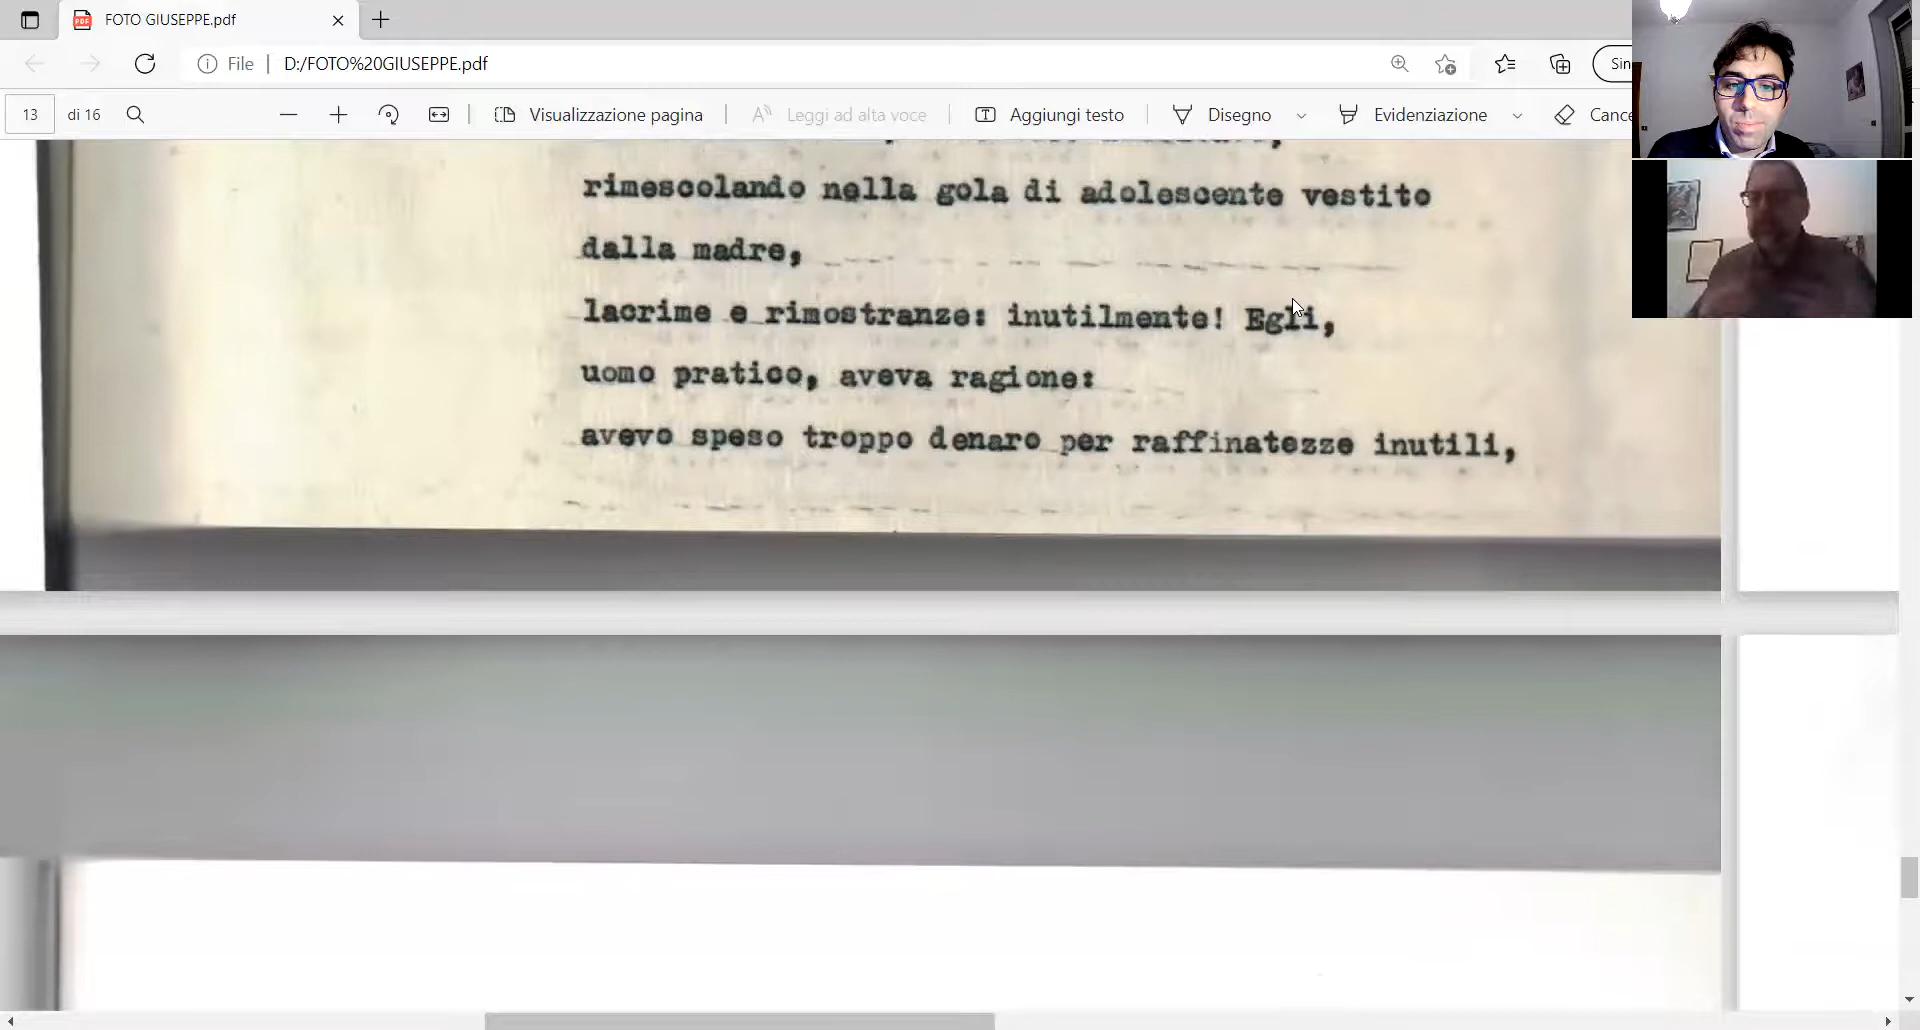 FOTO GIUSEPPE.pdf
File
D:/FOTO%20GIUSEPPE.pdf
Sin
13 di 16
Visualizzazione pagina
Leggi ad alta voce
Aggiungi testo
Disegno
Evidenziazione
Cance
rimescolando nella gola di adolescente vestito
dalla madre,
lacrime e rimostranze: inutilmente! Egli,
uomo pratico, aveva ragione:
avevo speso troppo denaro per raffinatezze inutili,